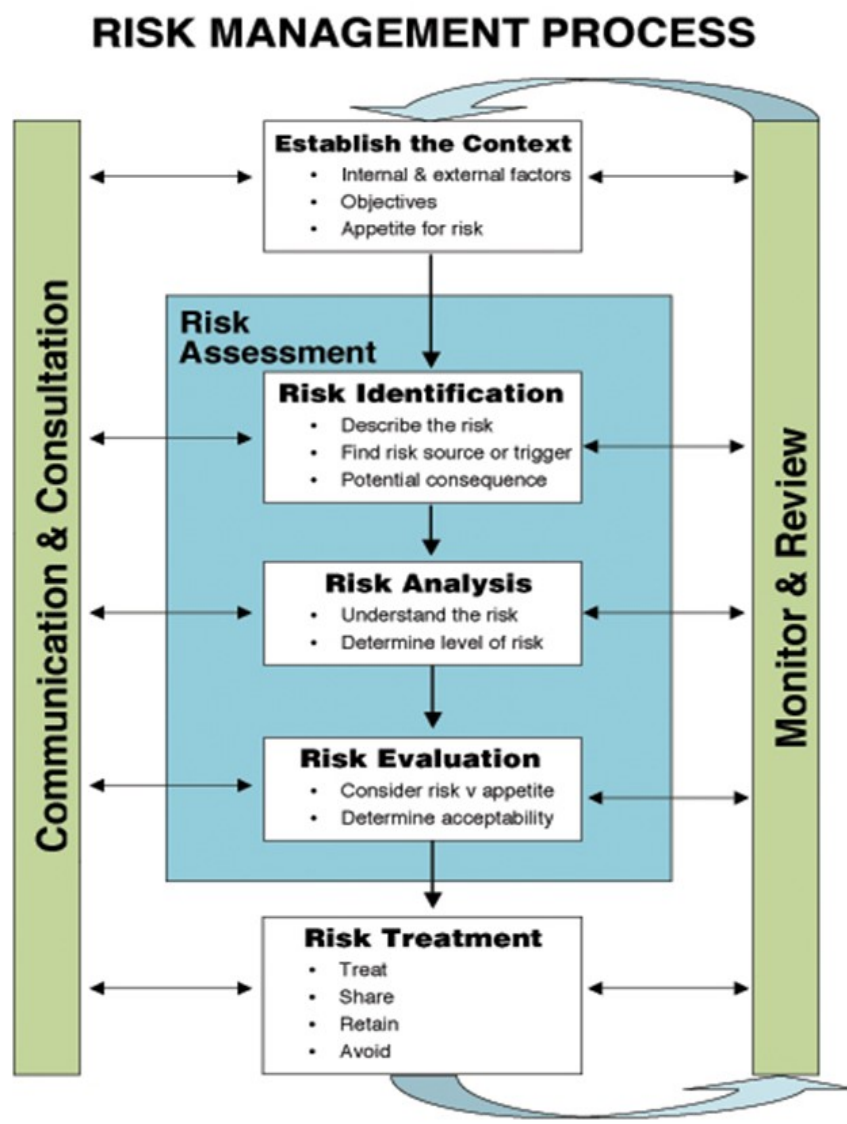 RISK MANAGEMENT PROCESS
Establish the Context
• Internal & external factors
• Objectives
• Appetite for risk
Risk
Assessment
Risk Identification
• Describe the risk
• Find risk source or trigger
• Potential consequence
Risk Analysis
• Understand the risk
• Determine level of risk
Risk Evaluation
• Consider risk v appetite
• Determine acceptability
Risk Treatment
• Treat
• Share
• Retain
• Avoid
Communication & Consultation
Monitor & Review